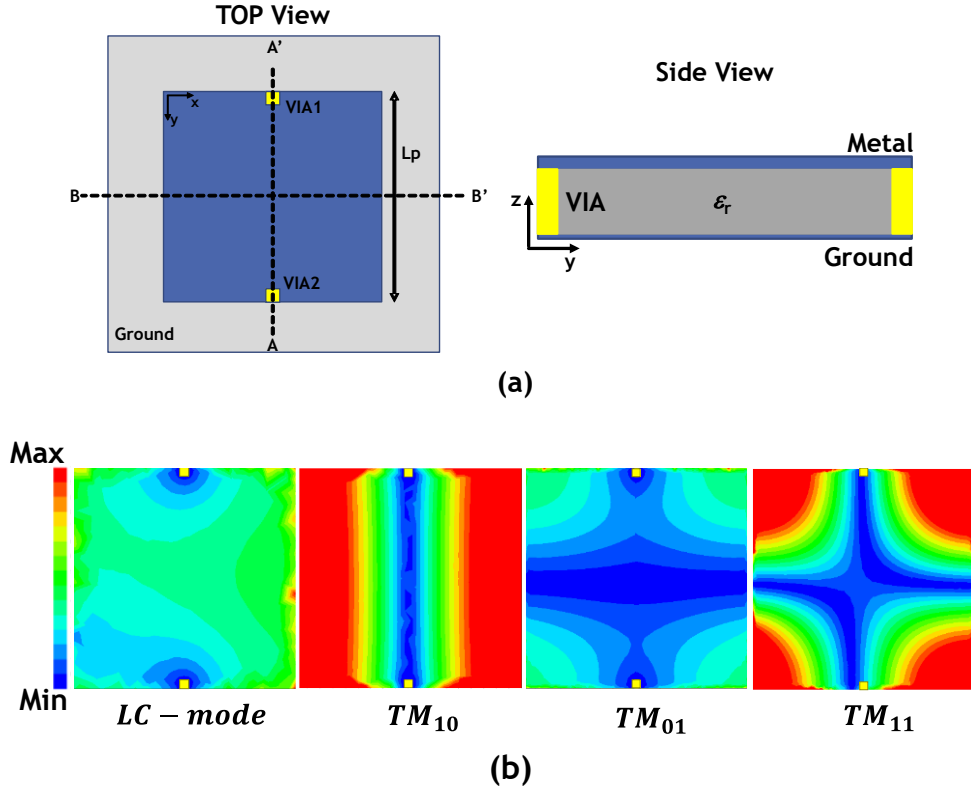 TOP View
A'
x
y
VIA1
Lp
B
B'
VIA2
Ground
A
Side View
Metal
z
VIA
εr
y
Ground
(a)
Max
Min
LC − mode
TM10
TM01
TM11
(b)